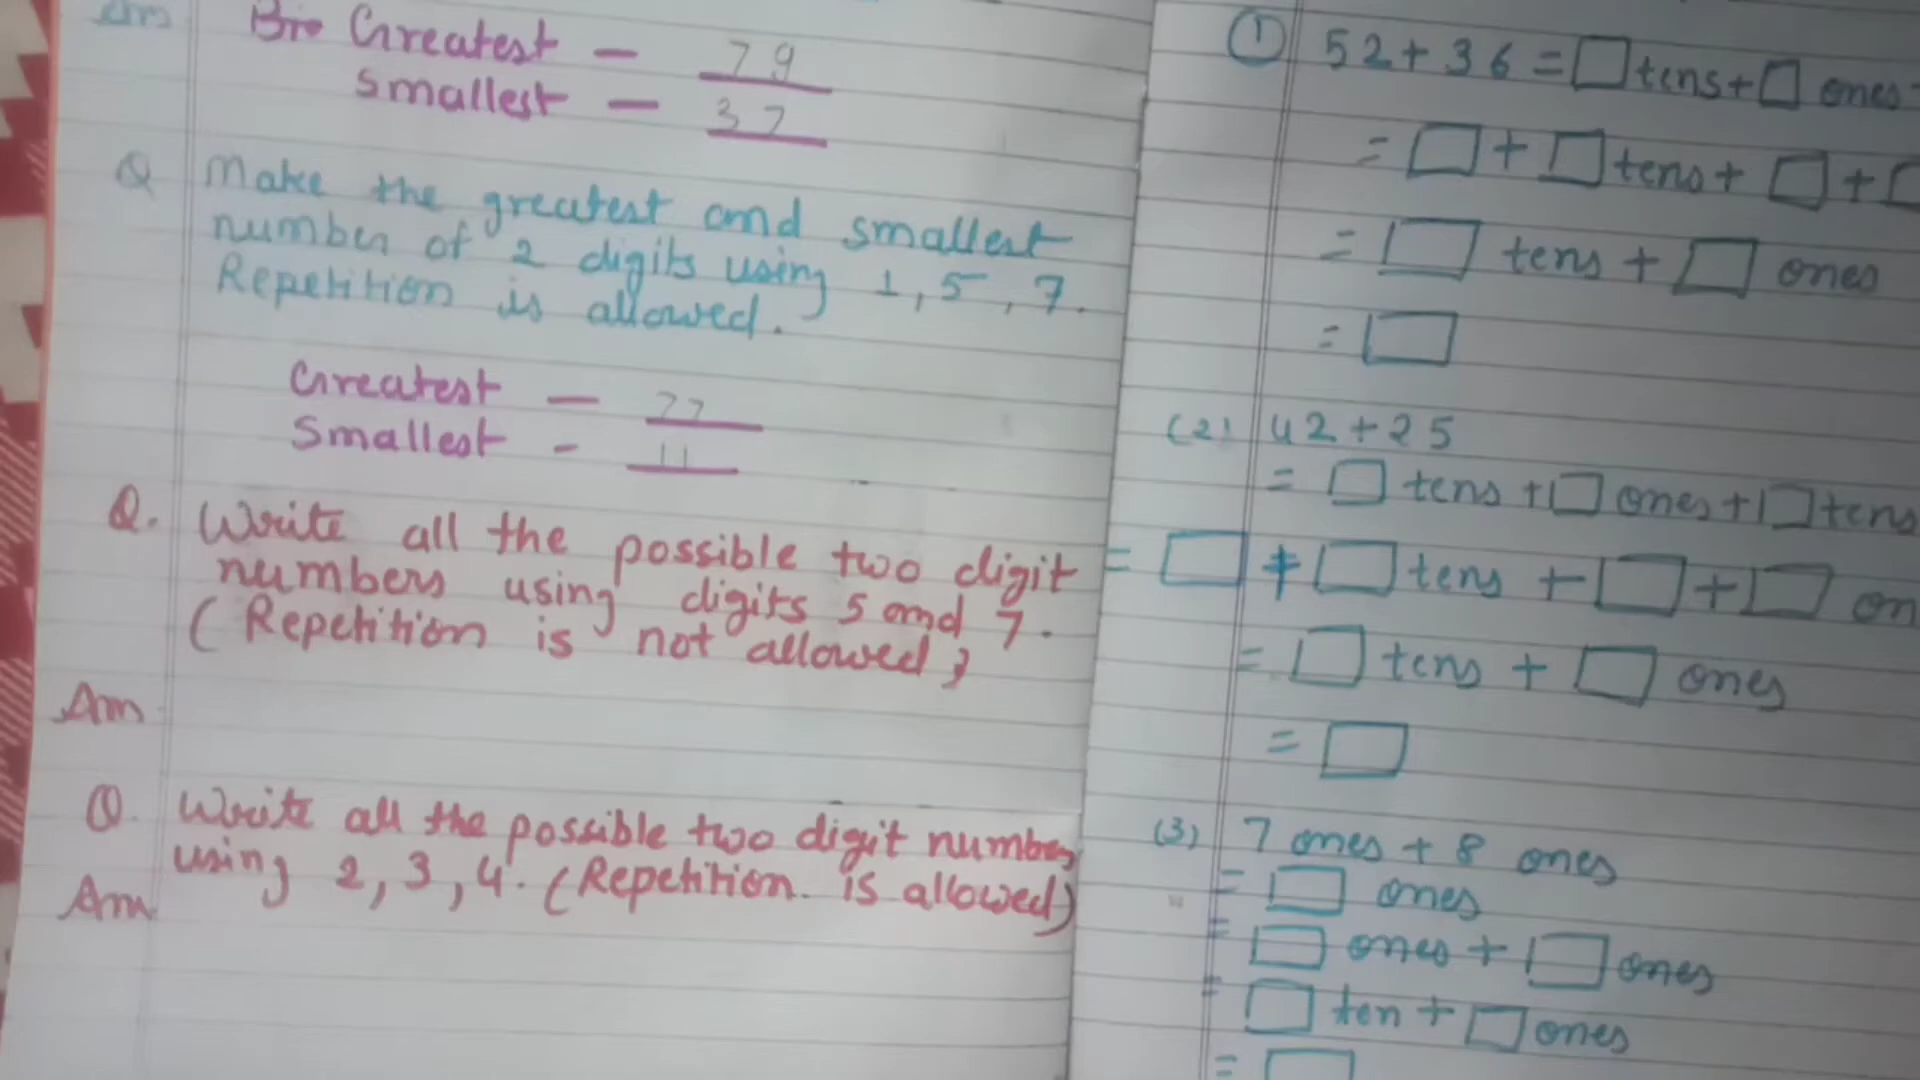 Greatest — 79
Smallest — 37
Q Make the greatest and smallest
number of 2 digits using 1, 5, 7.
Repetition is allowed.
Greatest — 77
Smallest - 11
Q. Write all the possible two digit
numbers using digits 5 and 7.
(Repetition is not allowed)
Ans
Q. Write all the possible two digit number
using 2, 3, 4. (Repetition is allowed)
Ans
① 52+36 = □ tens + □ ones
= □ + □ tens + □ + □
= □ tens + □ ones
= □
(2) 42+25
= □ tens + □ ones + □ tens
= □ + □ tens + □ + □ on
= □ tens + □ ones
= □
(3) 7 ones + 8 ones
= □ ones
= □ ones + □ ones
= □ ten + □ ones
= □